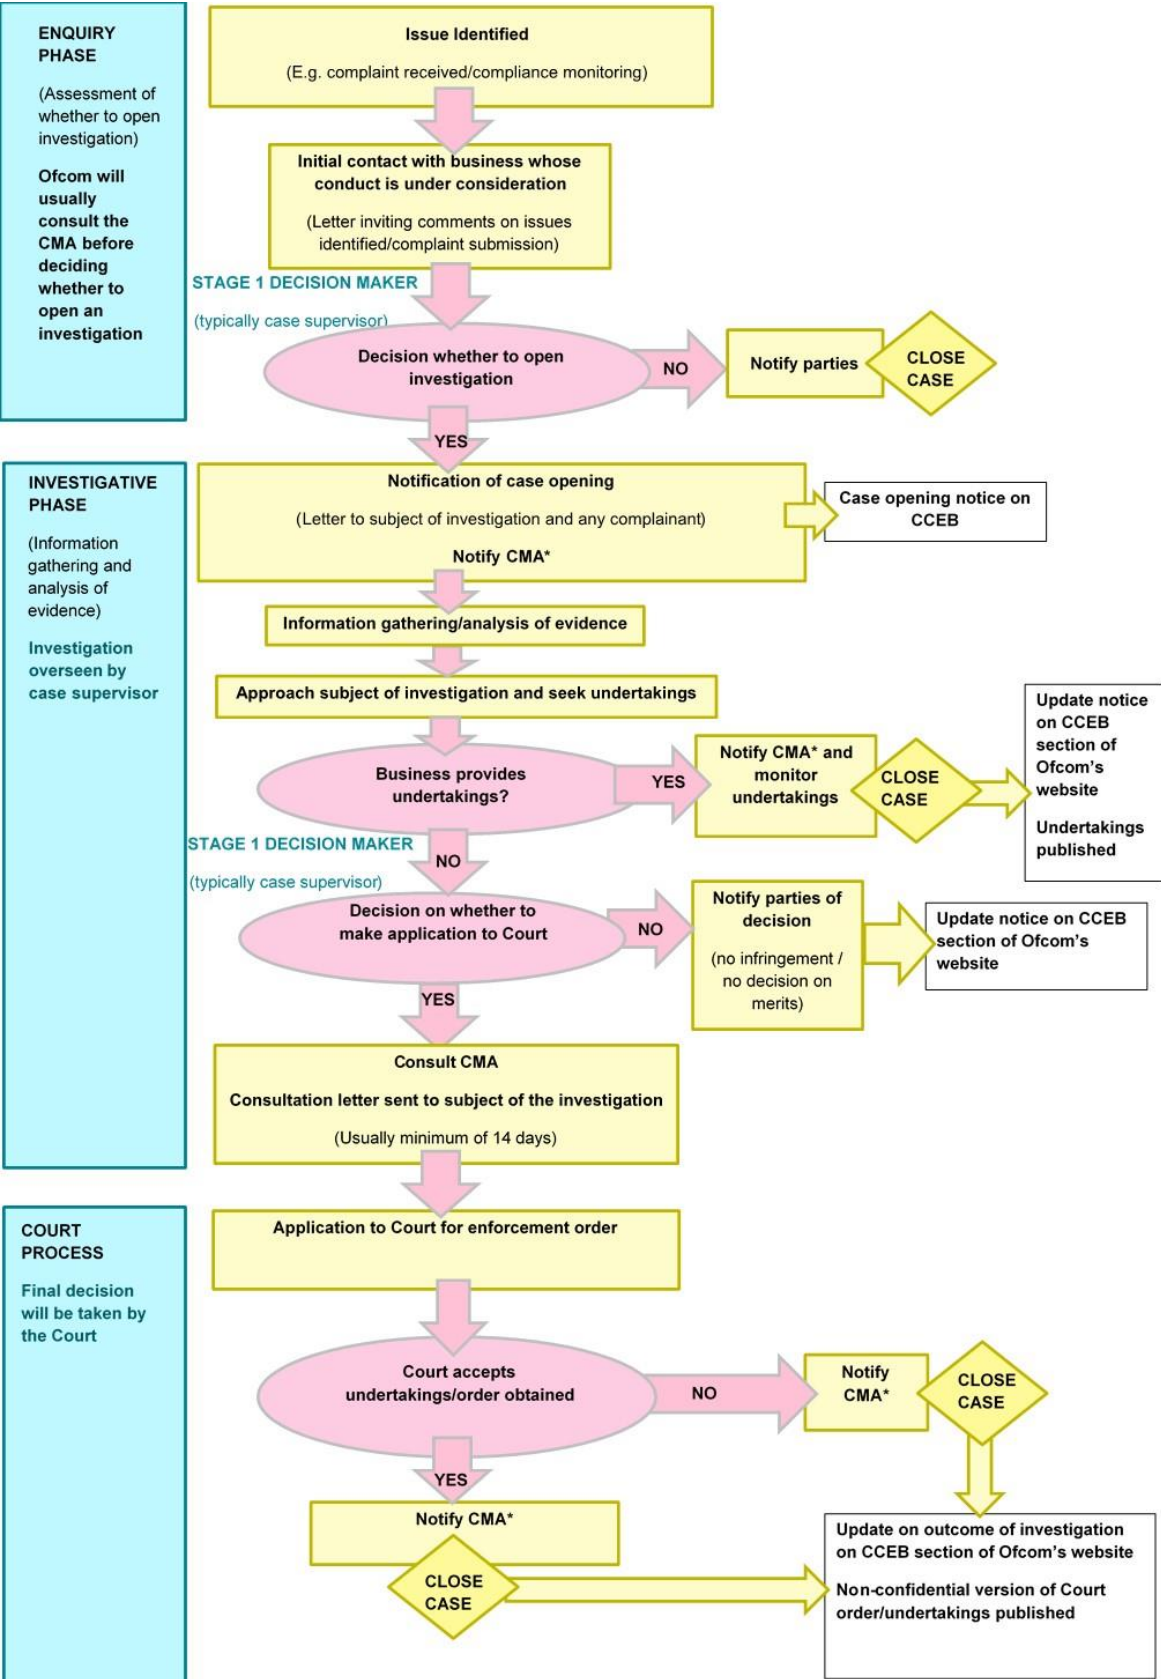 ENQUIRY
PHASE
(Assessment of
whether to open
investigation)
Ofcom will
usually
consult the
CMA before
deciding
whether to
open an
investigation
Issue Identified
(E.g. complaint received/compliance monitoring)
Initial contact with business whose
conduct is under consideration
(Letter inviting comments on issues
identified/complaint submission)
STAGE 1 DECISION MAKER
(typically case supervisor)
Decision whether to open
investigation
NO
Notify parties
CLOSE
CASE
YES
INVESTIGATIVE
PHASE
(Information
gathering and
analysis of
evidence)
Investigation
overseen by
case supervisor
Notification of case opening
(Letter to subject of investigation and any complainant)
Notify CMA*
Case opening notice on
CCEB
Information gathering/analysis of evidence
Approach subject of investigation and seek undertakings
Business provides
undertakings?
YES
Notify CMA* and
monitor
undertakings
CLOSE
CASE
Update notice
on CCEB
section of
Ofcom's
website
Undertakings
published
STAGE 1 DECISION MAKER
(typically case supervisor)
NO
Decision on whether to
make application to Court
NO
Notify parties of
decision
(no infringement /
no decision on
merits)
Update notice on CCEB
section of Ofcom's
website
YES
Consult CMA
Consultation letter sent to subject of the investigation
(Usually minimum of 14 days)
COURT
PROCESS
Final decision
will be taken by
the Court
Application to Court for enforcement order
Court accepts
undertakings/order obtained
NO
Notify
CMA*
CLOSE
CASE
YES
Notify CMA*
CLOSE
CASE
Update on outcome of investigation
on CCEB section of Ofcom's website
Non-confidential version of Court
order/undertakings published